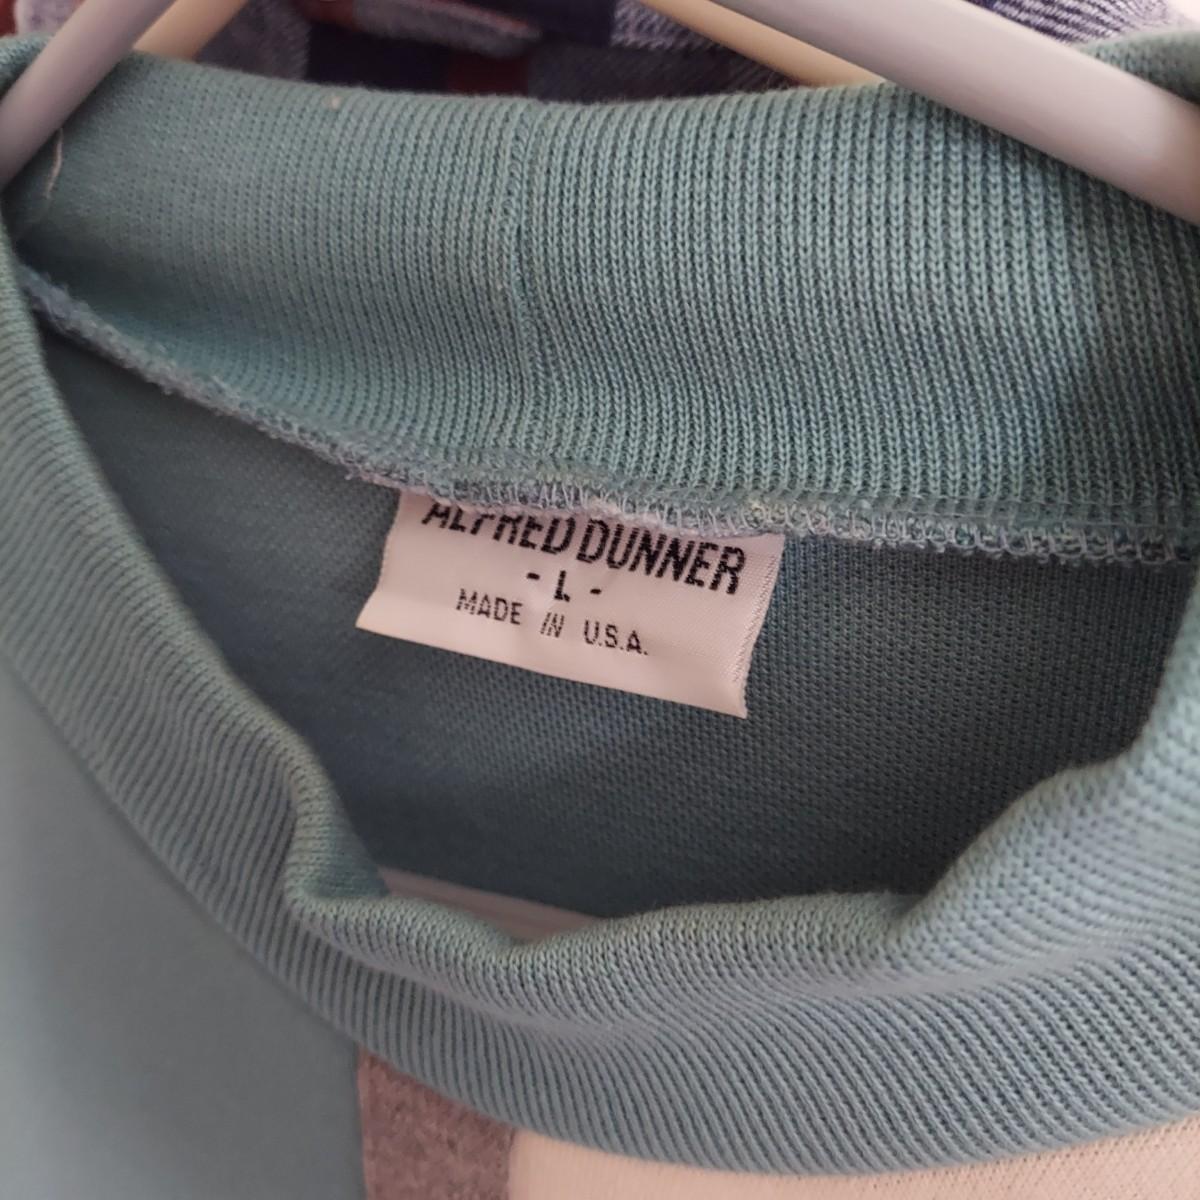 ALFRED DUNNER
- L -
MADE IN U.S.A.